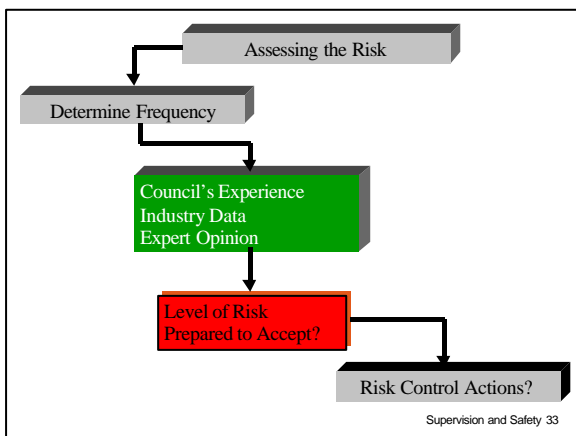 Assessing the Risk
Determine Frequency
Council's Experience
Industry Data
Expert Opinion
Level of Risk
Prepared to Accept?
Risk Control Actions?
Supervision and Safety 33